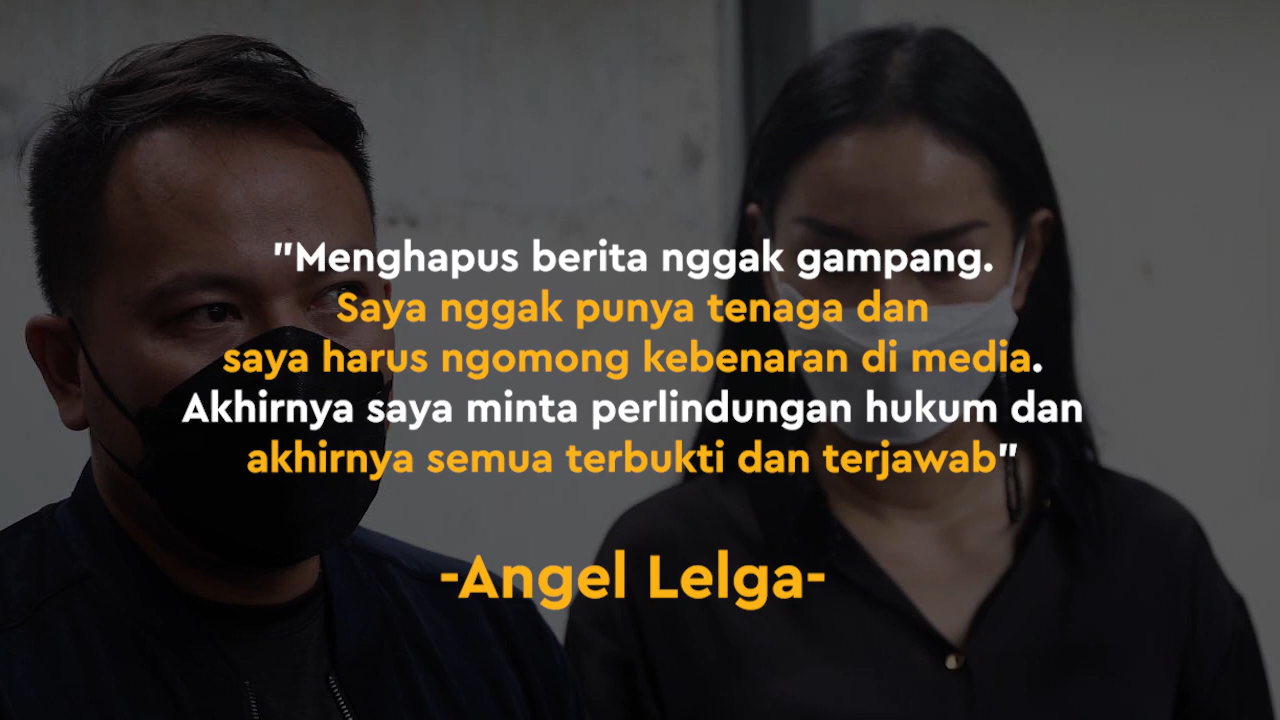 "Menghapus berita nggak gampang.
Saya nggak punya tenaga dan
saya harus ngomong kebenaran di media.
Akhirnya saya minta perlindungan hukum dan
akhirnya semua terbukti dan terjawab"
-Angel Lelga-